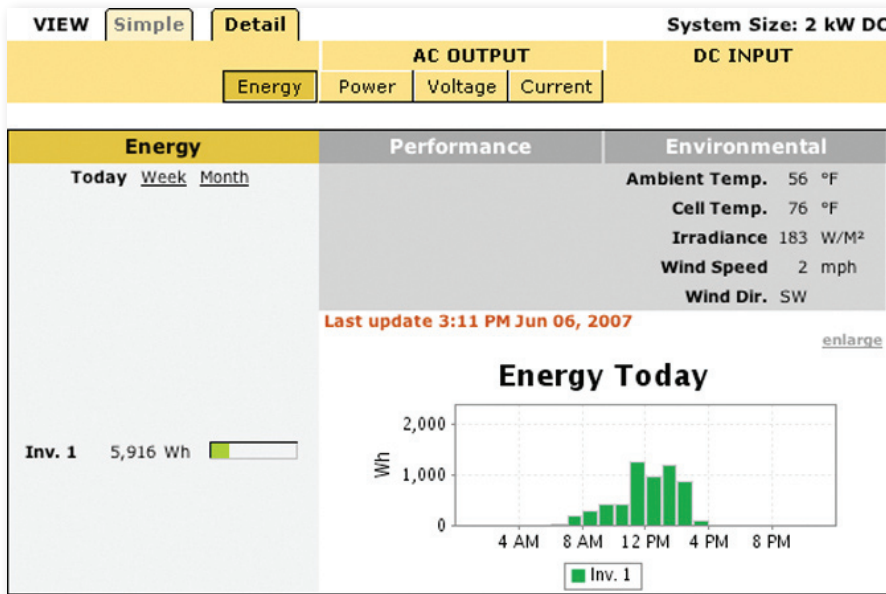 VIEW Simple Detail System Size: 2 kW DC
AC OUTPUT DC INPUT
Energy Power Voltage Current
Energy Performance Environmental
Today Week Month
Ambient Temp. 56 °F
Cell Temp. 76 °F
Irradiance 183 W/M²
Wind Speed 2 mph
Wind Dir. SW
Last update 3:11 PM Jun 06, 2007
enlarge
Energy Today
Inv. 1 5,916 Wh
Wh
2,000
1,000
0
4 AM 8 AM 12 PM 4 PM 8 PM
Inv. 1